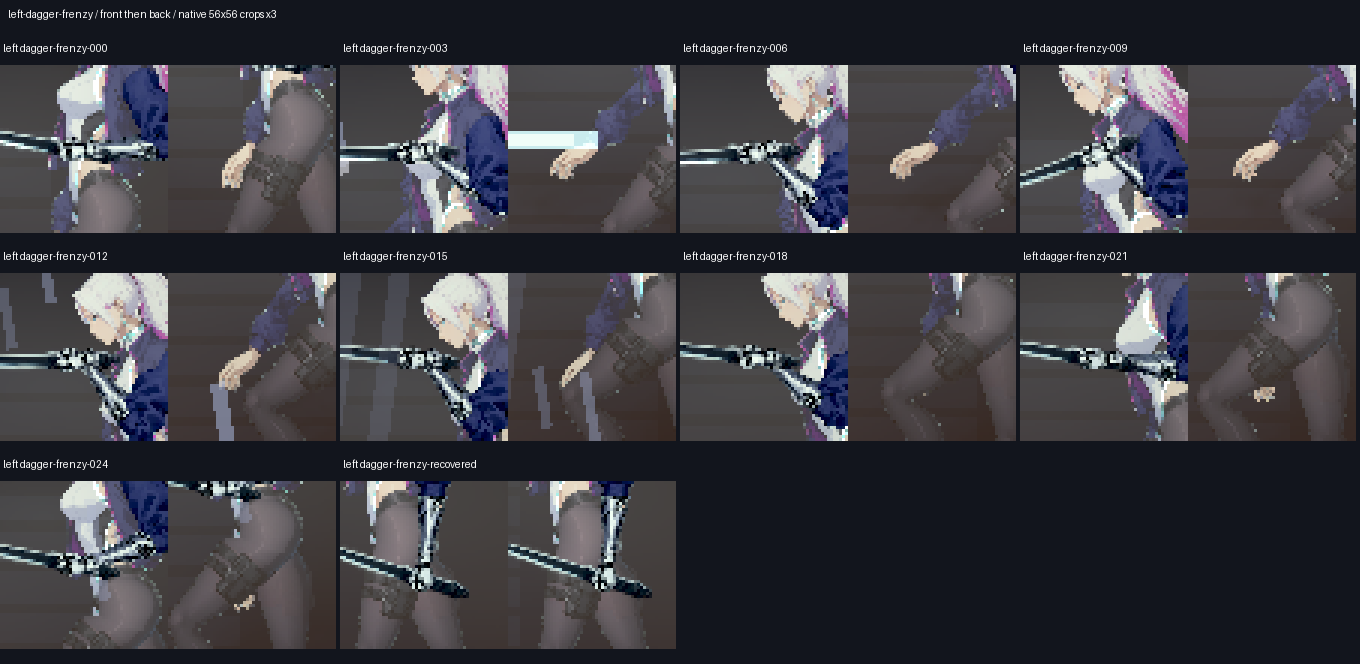 left-dagger-frenzy / front then back / native 56x56 crops x3
left dagger-frenzy-000
left dagger-frenzy-003
left dagger-frenzy-006
left dagger-frenzy-009
left dagger-frenzy-012
left dagger-frenzy-015
left dagger-frenzy-018
left dagger-frenzy-021
left dagger-frenzy-024
left dagger-frenzy-recovered